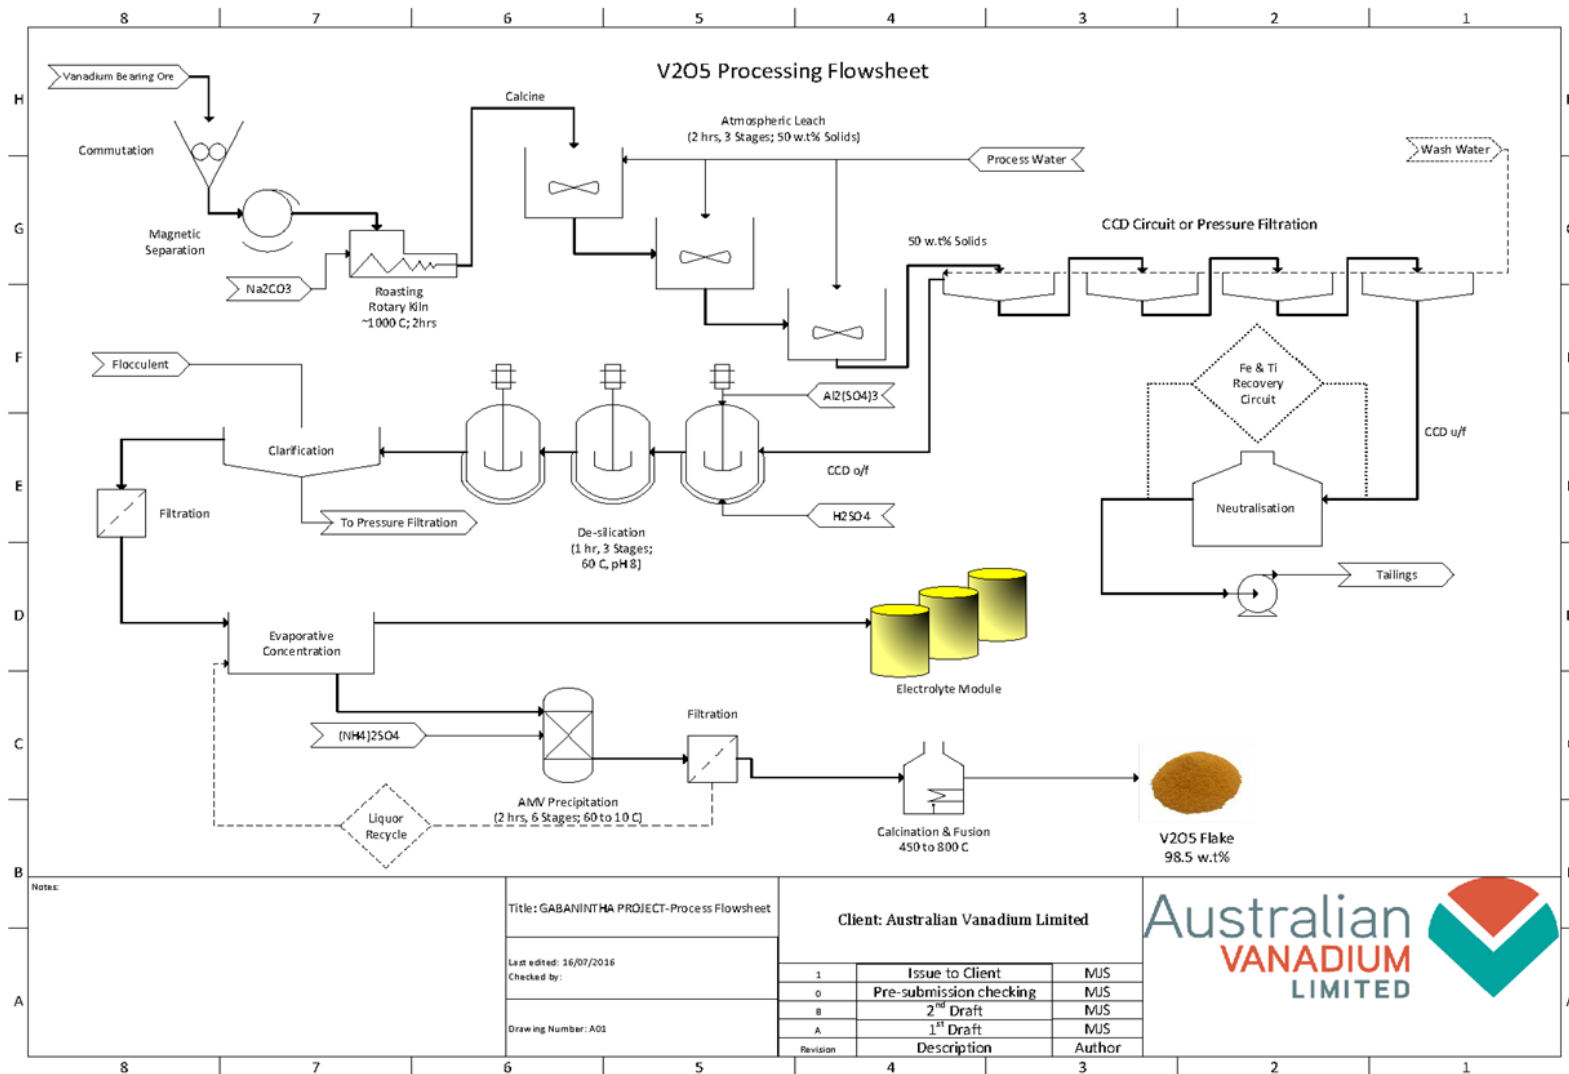 8 7 6 5 4 3 2 1
V2O5 Processing Flowsheet
Vanadium Bearing Ore
Calcine
H
Atmospheric Leach
(2 hrs, 3 Stages; 50 w.t% Solids)
Commutation
Process Water
Wash Water
G
Magnetic
Separation
CCD Circuit or Pressure Filtration
50 w.t% Solids
Na2CO3
Roasting
Rotary Kiln
~1000 C; 2hrs
F
Flocculent
Fe & Ti
Recovery
Circuit
Al2(SO4)3
Clarification
CCD u/f
CCD o/f
E
Filtration
To Pressure Filtration
H2SO4
Neutralisation
De-silication
(1 hr, 3 Stages;
60 C, pH 8]
Tailings
D
Evaporative
Concentration
Electrolyte Module
Filtration
C
(NH4)2SO4
AMV Precipitation
(2 hrs, 6 Stages; 60 to 10 C)
Liquor
Recycle
Calcination & Fusion
450 to 800 C
V2O5 Flake
98.5 w.t%
B
Notes:
Title: GABANINTHA PROJECT-Process Flowsheet
Client: Australian Vanadium Limited
Australian
VANADIUM
LIMITED
Last edited: 16/07/2016
Checked by:
A
Drawing Number: A01
1 Issue to Client MJS
0 Pre-submission checking MJS
B 2nd Draft MJS
A 1st Draft MJS
Revision Description Author
8 7 6 5 4 3 2 1